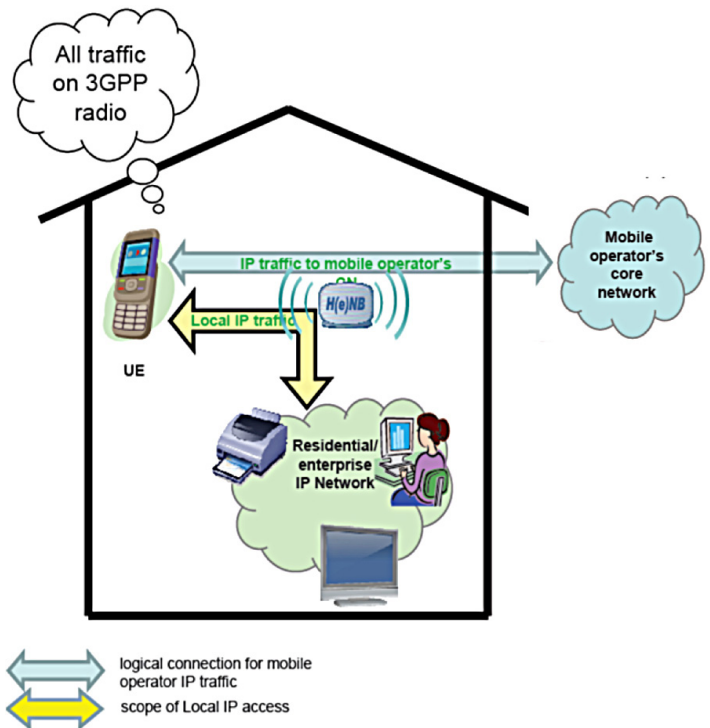 All traffic
on 3GPP
radio
IP traffic to mobile operator's
CN
Mobile
operator's
core
network
H(e)NB
Local IP traffic
UE
Residential/
enterprise
IP Network
logical connection for mobile
operator IP traffic
scope of Local IP access